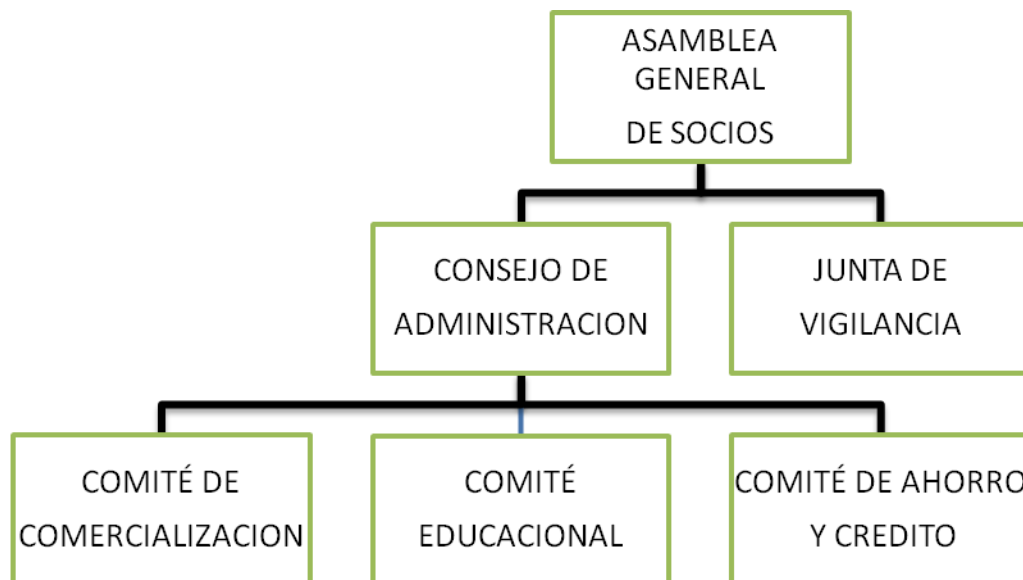 ASAMBLEA
GENERAL
DE SOCIOS
CONSEJO DE
ADMINISTRACION
JUNTA DE
VIGILANCIA
COMITÉ DE
COMERCIALIZACION
COMITÉ
EDUCACIONAL
COMITÉ DE AHORRO
Y CREDITO